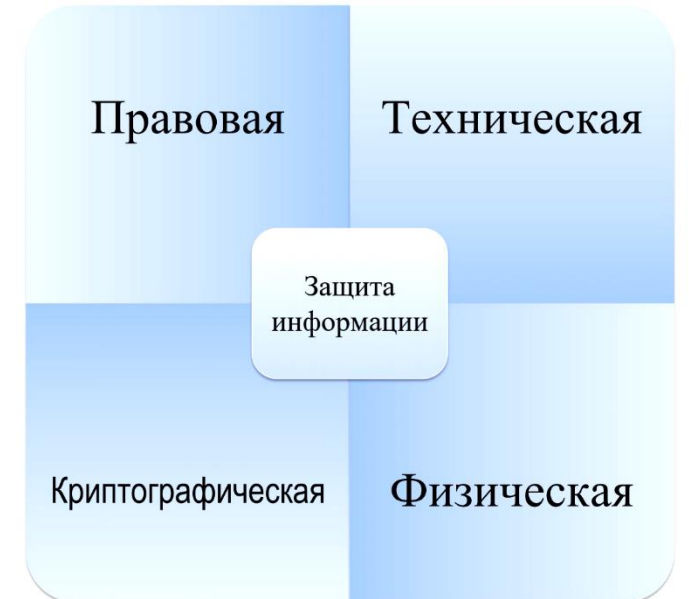 Правовая
Техническая
Защита
информации
Криптографическая
Физическая